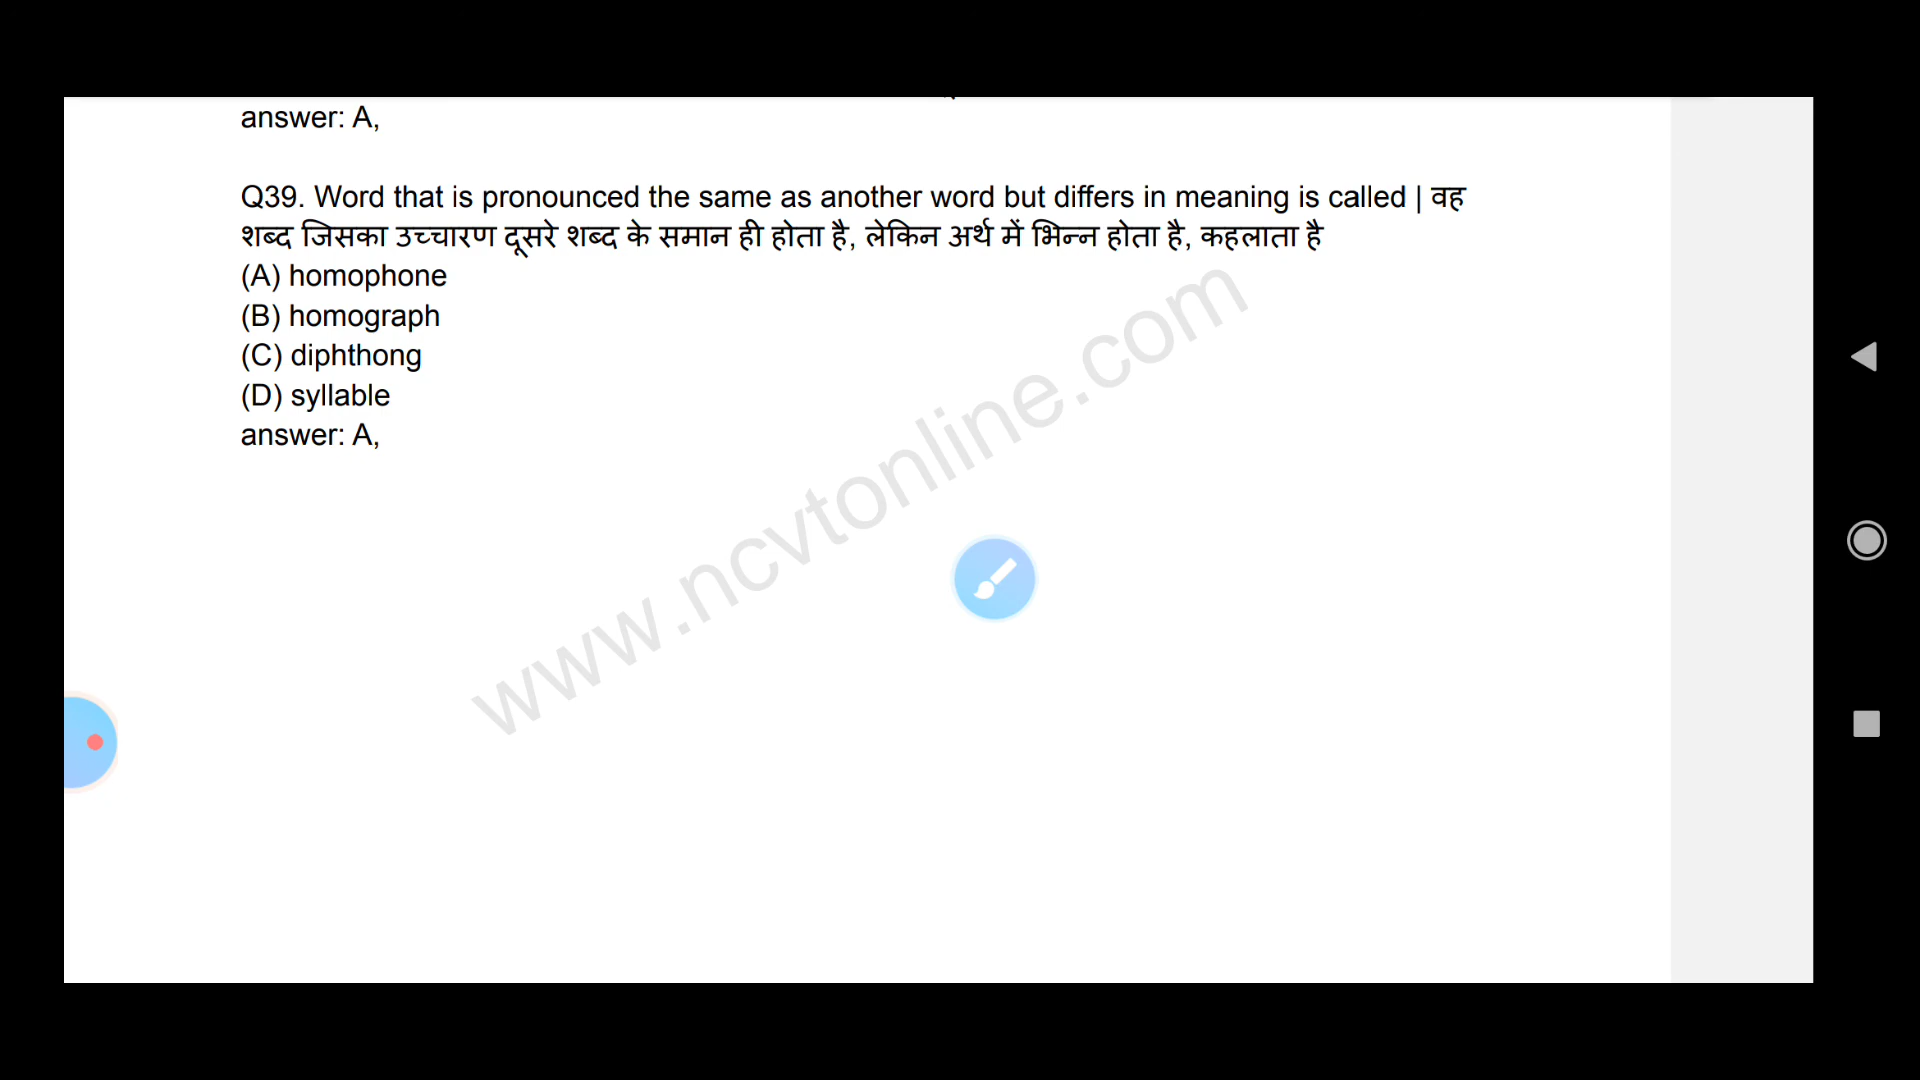 answer: A,
Q39. Word that is pronounced the same as another word but differs in meaning is called | वह
शब्द जिसका उच्चारण दूसरे शब्द के समान ही होता है, लेकिन अर्थ में भिन्न होता है, कहलाता है
(A) homophone
(B) homograph
(C) diphthong
(D) syllable
answer: A,
www.ncvtonline.com